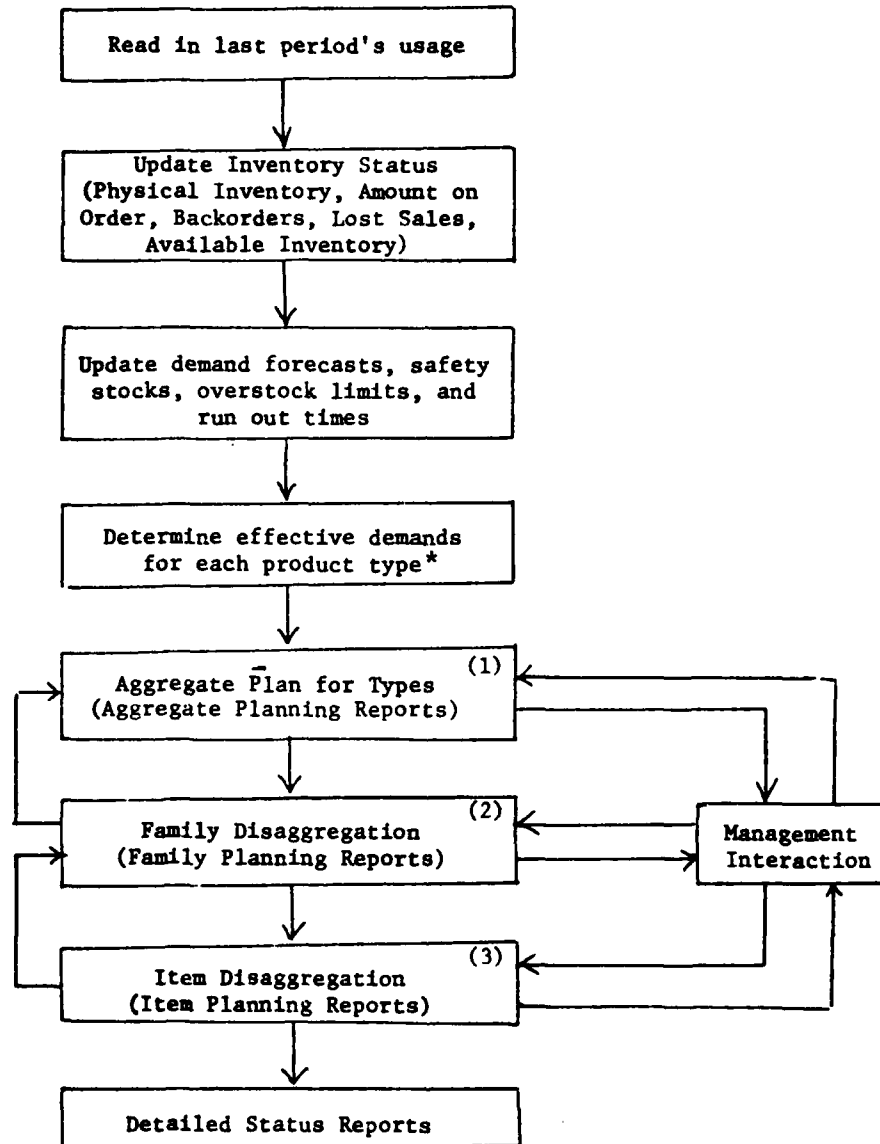 Read in last period's usage
Update Inventory Status
(Physical Inventory, Amount on
Order, Backorders, Lost Sales,
Available Inventory)
Update demand forecasts, safety
stocks, overstock limits, and
run out times
Determine effective demands
for each product type*
(1)
Aggregate Plan for Types
(Aggregate Planning Reports)
(2)
Family Disaggregation
(Family Planning Reports)
Management
Interaction
(3)
Item Disaggregation
(Item Planning Reports)
Detailed Status Reports